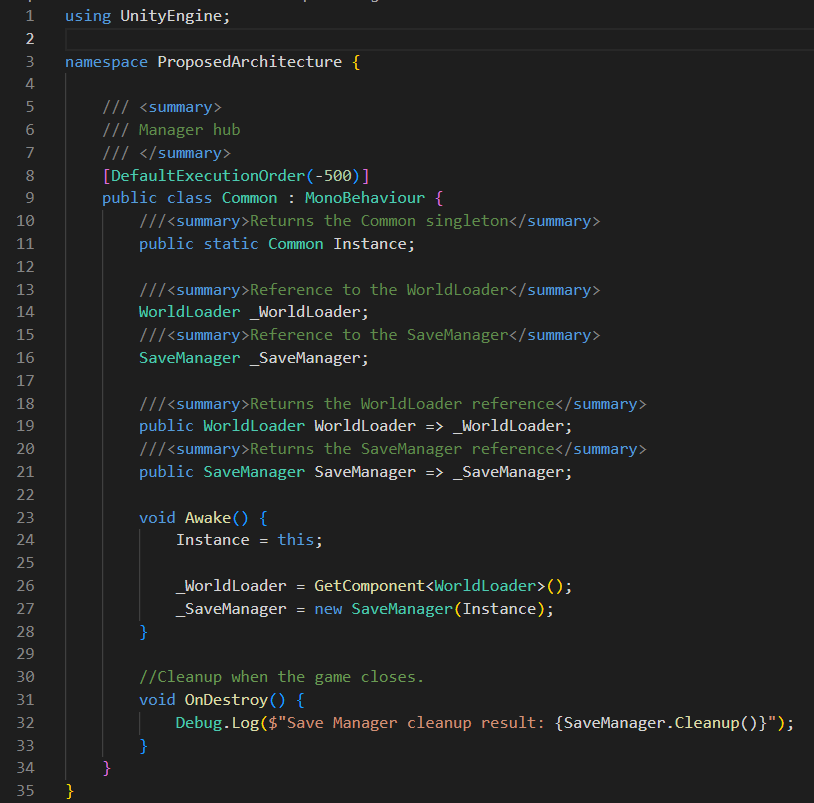 1 using UnityEngine;
2
3 namespace ProposedArchitecture {
4
5 /// <summary>
6 /// Manager hub
7 /// </summary>
8 [DefaultExecutionOrder(-500)]
9 public class Common : MonoBehaviour {
10 ///<summary>Returns the Common singleton</summary>
11 public static Common Instance;
12
13 ///<summary>Reference to the WorldLoader</summary>
14 WorldLoader _WorldLoader;
15 ///<summary>Reference to the SaveManager</summary>
16 SaveManager _SaveManager;
17
18 ///<summary>Returns the WorldLoader reference</summary>
19 public WorldLoader WorldLoader => _WorldLoader;
20 ///<summary>Returns the SaveManager reference</summary>
21 public SaveManager SaveManager => _SaveManager;
22
23 void Awake() {
24 Instance = this;
25
26 _WorldLoader = GetComponent<WorldLoader>();
27 _SaveManager = new SaveManager(Instance);
28 }
29
30 //Cleanup when the game closes.
31 void OnDestroy() {
32 Debug.Log($"Save Manager cleanup result: {SaveManager.Cleanup()}");
33 }
34 }
35 }